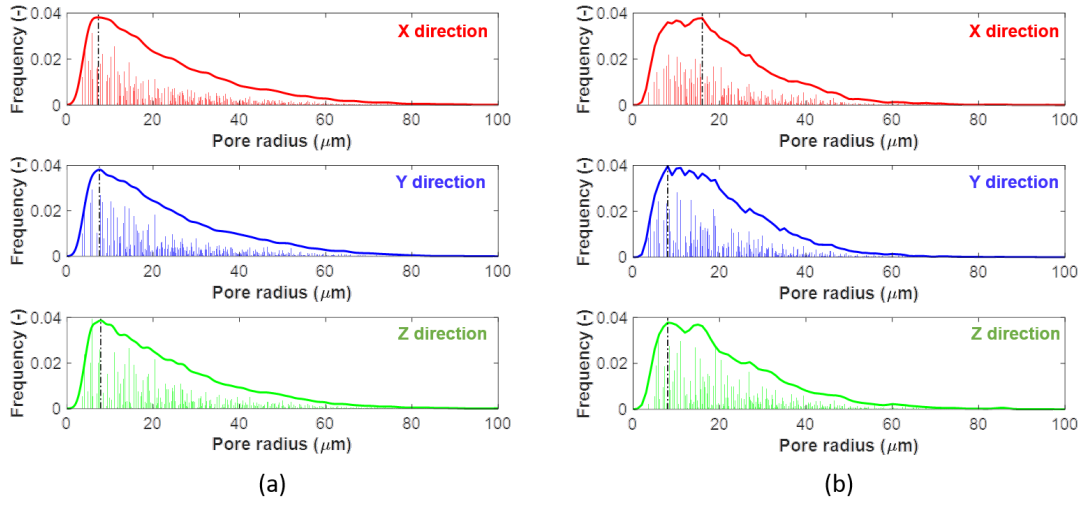 Frequency (-)
0.04
0.02
0
X direction
0 20 40 60 80 100
Pore radius (μm)
Frequency (-)
0.04
0.02
0
Y direction
0 20 40 60 80 100
Pore radius (μm)
Frequency (-)
0.04
0.02
0
Z direction
0 20 40 60 80 100
Pore radius (μm)
(a)
Frequency (-)
0.04
0.02
0
X direction
0 20 40 60 80 100
Pore radius (μm)
Frequency (-)
0.04
0.02
0
Y direction
0 20 40 60 80 100
Pore radius (μm)
Frequency (-)
0.04
0.02
0
Z direction
0 20 40 60 80 100
Pore radius (μm)
(b)